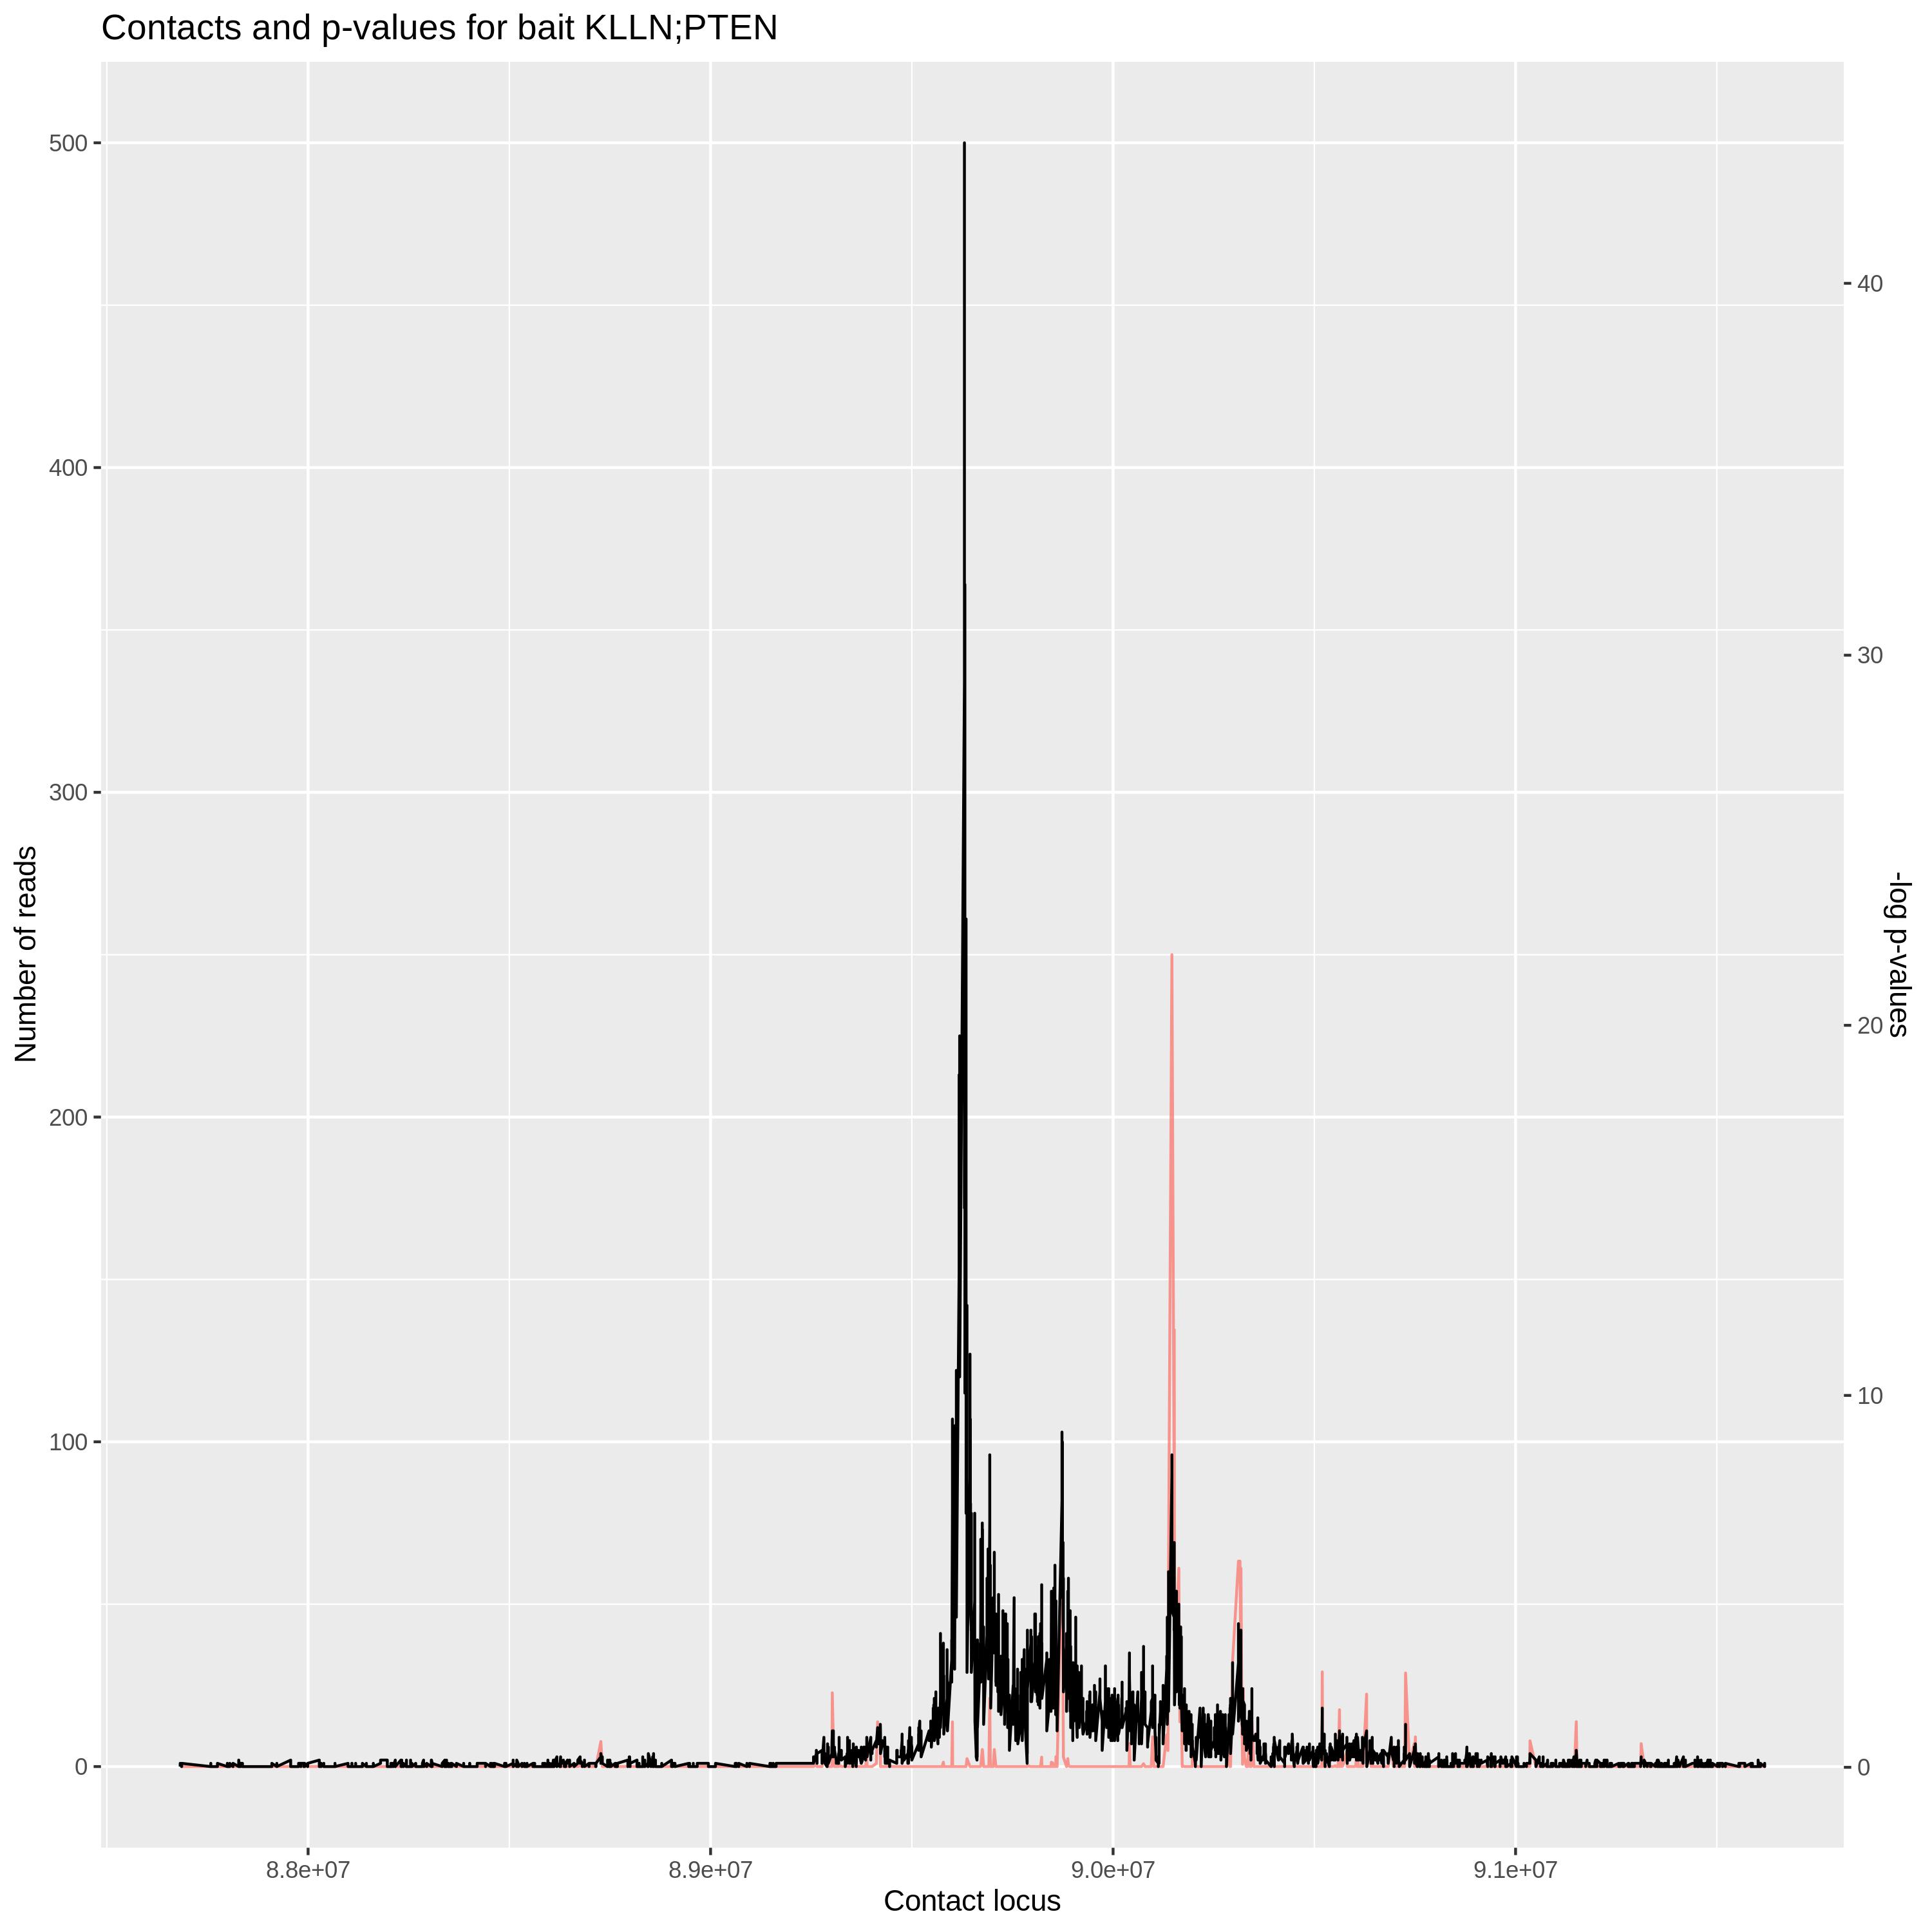 Contacts and p-values for bait KLLN;PTEN
500
400
300
200
100
0
Number of reads
40
30
20
10
0
-log p-values
8.8e+07
8.9e+07
9.0e+07
9.1e+07
Contact locus